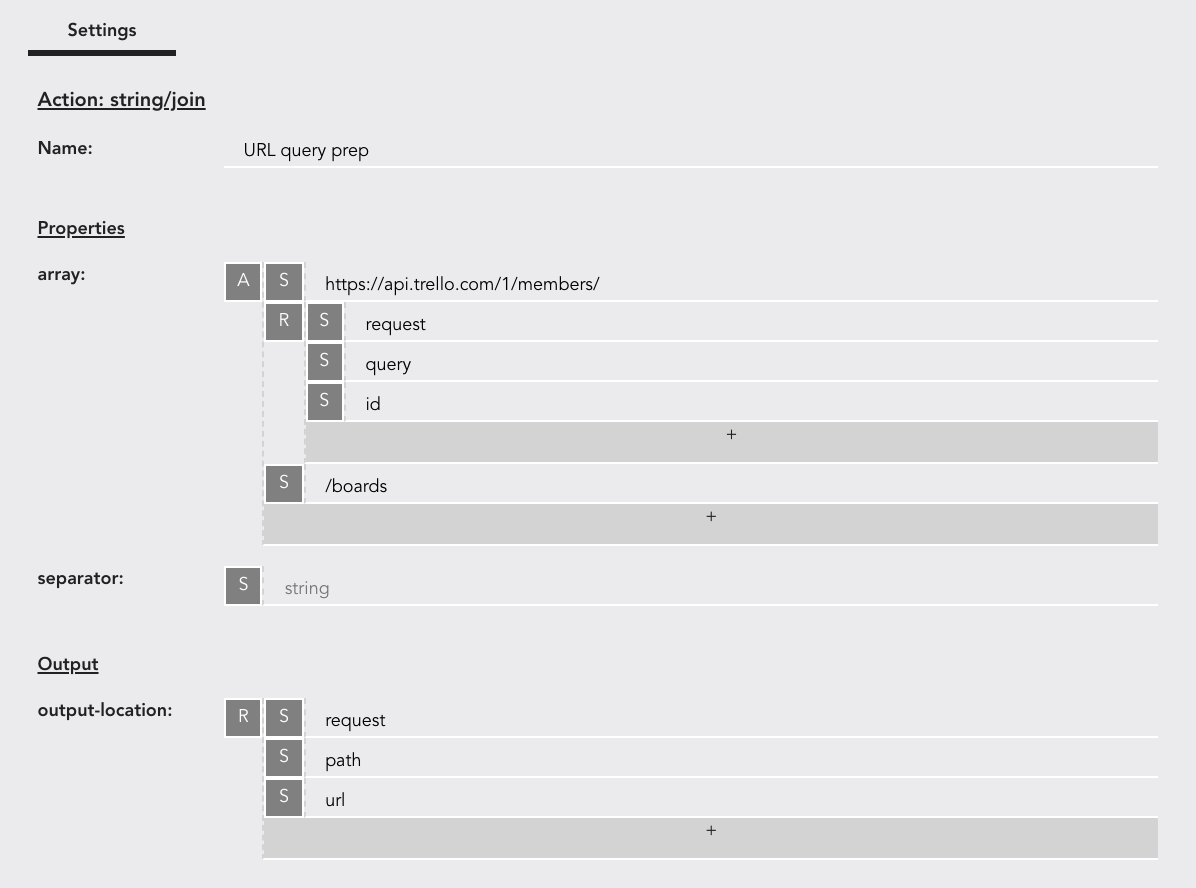 Settings
Action: string/join
Name: URL query prep
Properties
array: A S https://api.trello.com/1/members/
R S request
S query
S id
+
S /boards
+
separator: S string
Output
output-location: R S request
S path
S url
+